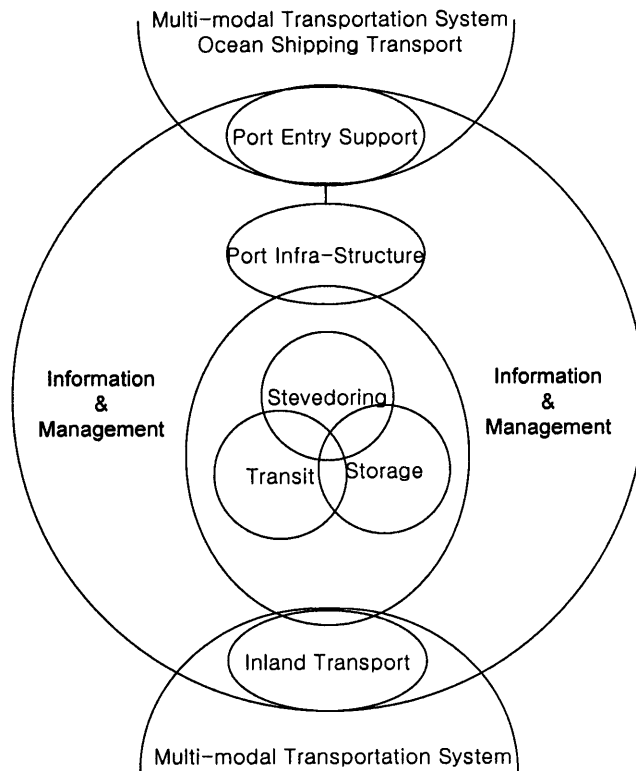 Multi-modal Transportation System
Ocean Shipping Transport
Port Entry Support
Port Infra-Structure
Information
&
Management
Stevedoring
Transit
Storage
Information
&
Management
Inland Transport
Multi-modal Transportation System